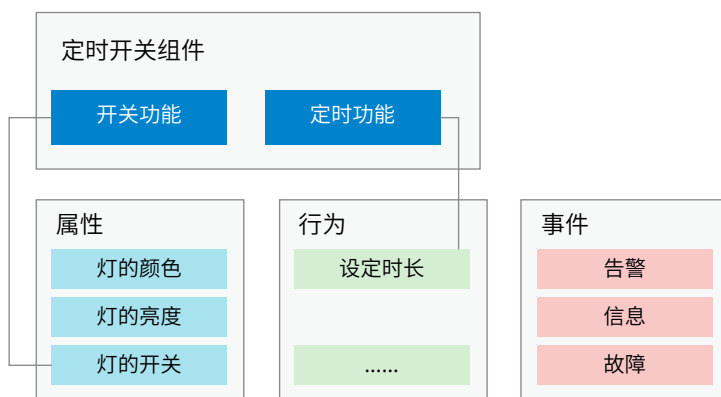 定时开关组件
开关功能
定时功能
属性
灯的颜色
灯的亮度
灯的开关
行为
设定时长
......
事件
告警
信息
故障